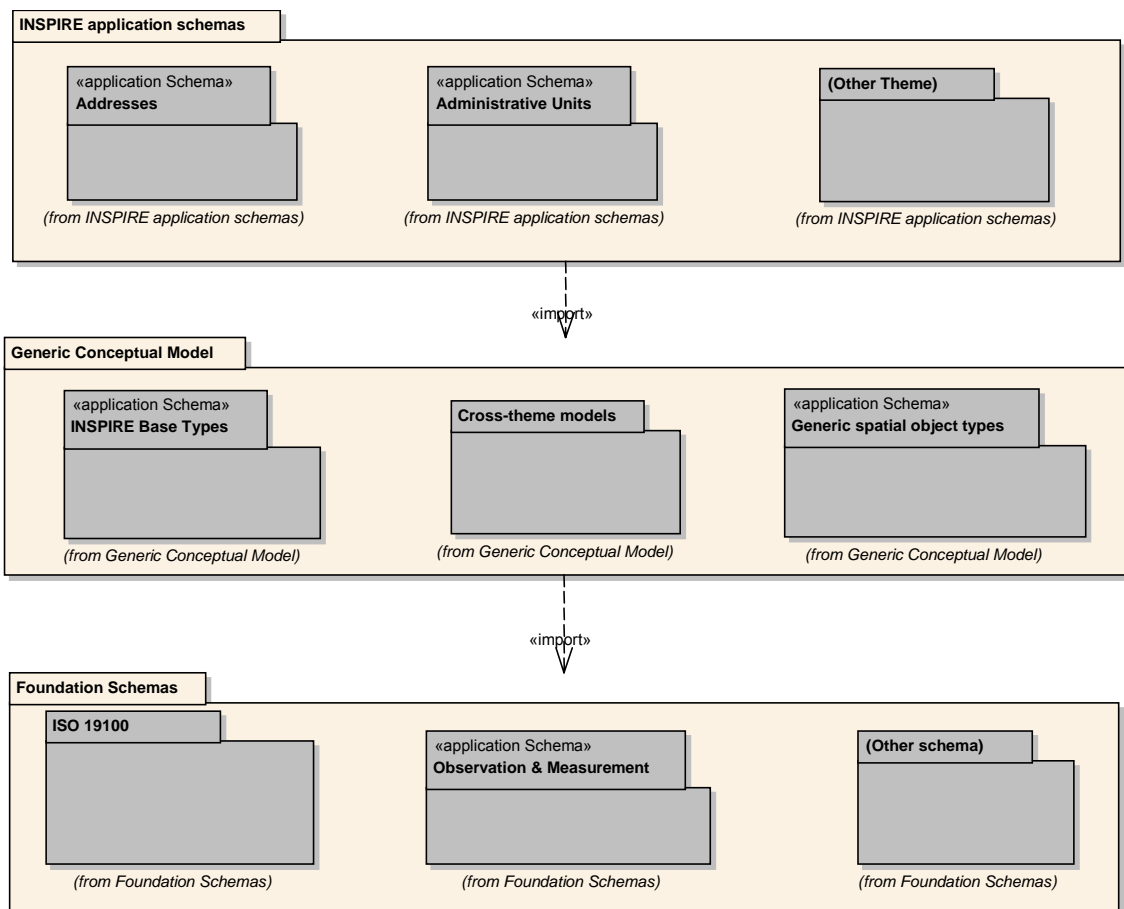 INSPIRE application schemas
«application Schema»
Addresses
(from INSPIRE application schemas)
«application Schema»
Administrative Units
(from INSPIRE application schemas)
(Other Theme)
(from INSPIRE application schemas)
«import»
Generic Conceptual Model
«application Schema»
INSPIRE Base Types
(from Generic Conceptual Model)
Cross-theme models
(from Generic Conceptual Model)
«application Schema»
Generic spatial object types
(from Generic Conceptual Model)
«import»
Foundation Schemas
ISO 19100
(from Foundation Schemas)
«application Schema»
Observation & Measurement
(from Foundation Schemas)
(Other schema)
(from Foundation Schemas)